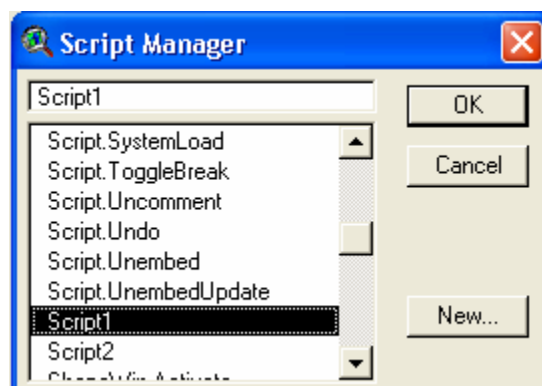 Script Manager
Script1
OK
Script.SystemLoad
Script.ToggleBreak
Cancel
Script.Uncomment
Script.Undo
Script.Unembed
Script.UnembedUpdate
Script1
New...
Script2